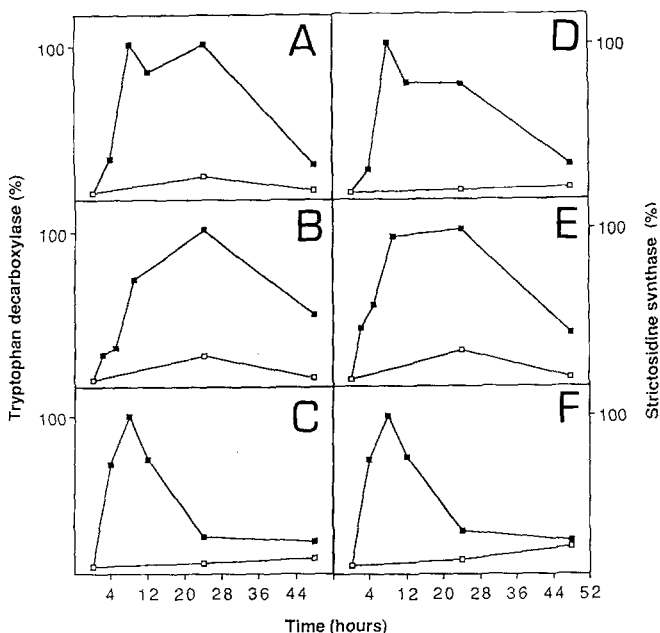 A
D
100
100
B
E
100
100
C
F
100
100
Tryptophan decarboxylase (%)
Strictosidine svnthase (%)
4 12 20 28 36 44
4 12 20 28 36 44 52
Time (hours)